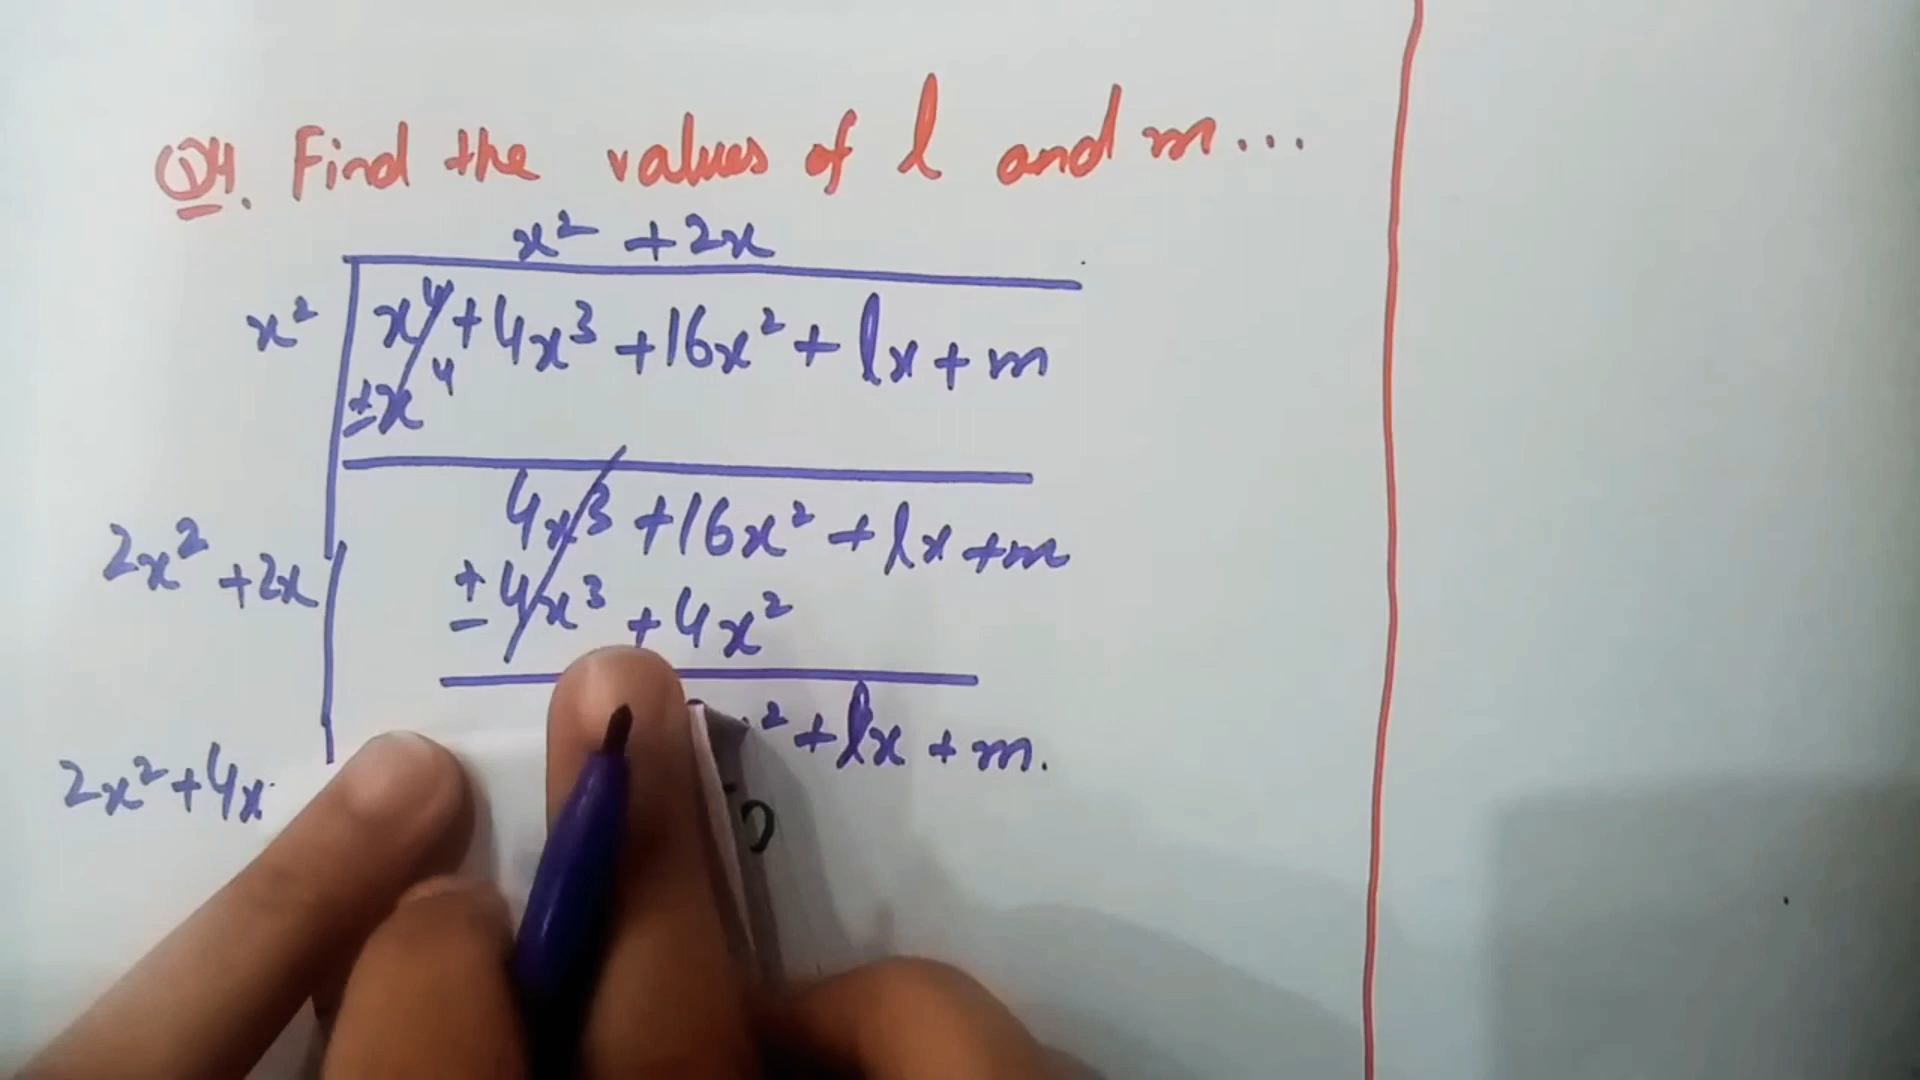 Q4. Find the values of l and m...
x² + 2x
x² x⁴ + 4x³ + 16x² + lx + m
± x⁴
4x³ + 16x² + lx + m
2x² + 2x ± 4x³ + 4x²
² + lx + m.
2x² + 4x